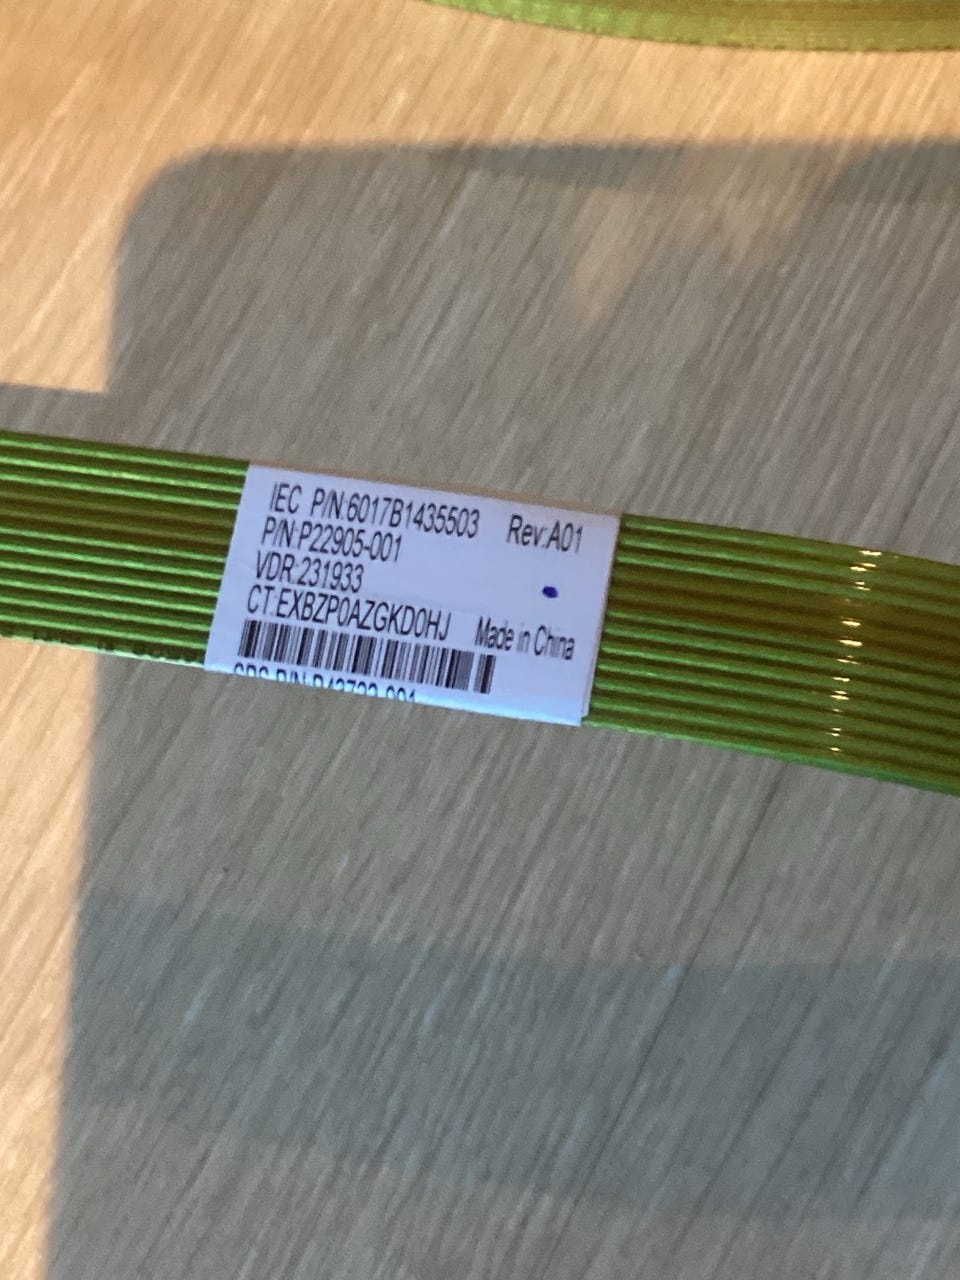 IEC P/N:6017B1435503 Rev:A01
P/N:P22905-001
VDR:231933
CT:EXBZP0AZGKD0HJ Made in China